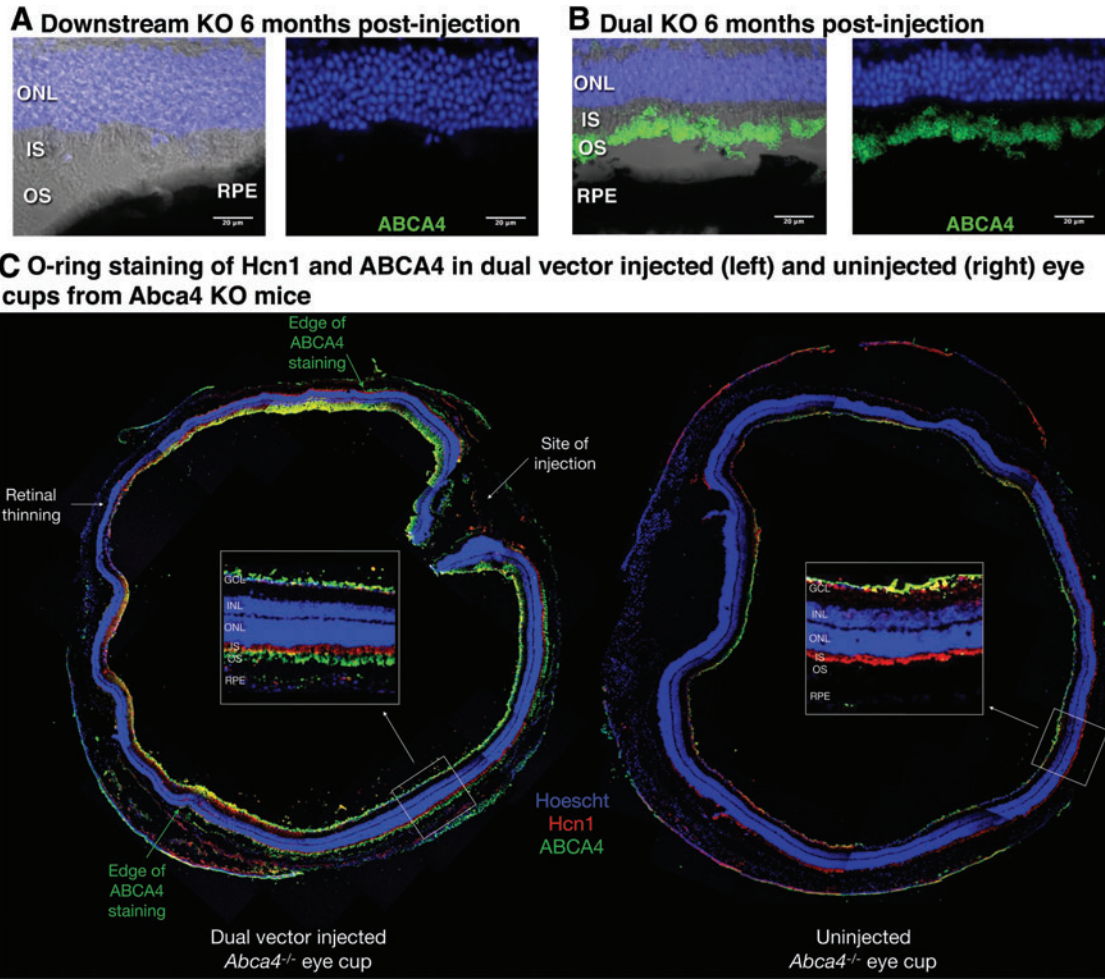 A Downstream KO 6 months post-injection
ONL
IS
OS
RPE
20 µm
ABCA4
20 µm
B Dual KO 6 months post-injection
ONL
IS
OS
RPE
20 µm
ABCA4
20 µm
C O-ring staining of Hcn1 and ABCA4 in dual vector injected (left) and uninjected (right) eye
cups from Abca4 KO mice
Edge of
ABCA4
staining
Site of
injection
Retinal
thinning
GCL
INL
ONL
IS
OS
RPE
GCL
INL
ONL
IS
OS
RPE
Hoescht
Hcn1
ABCA4
Edge of
ABCA4
staining
Dual vector injected
Abca4-/- eye cup
Uninjected
Abca4-/- eye cup